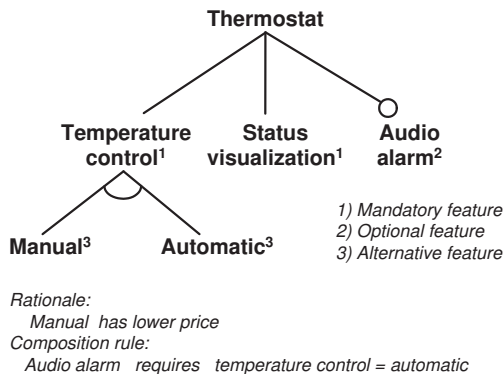 Thermostat
Temperature
control¹
Status
visualization¹
Audio
alarm²
Manual³
Automatic³
1) Mandatory feature
2) Optional feature
3) Alternative feature
Rationale:
Manual has lower price
Composition rule:
Audio alarm requires temperature control = automatic